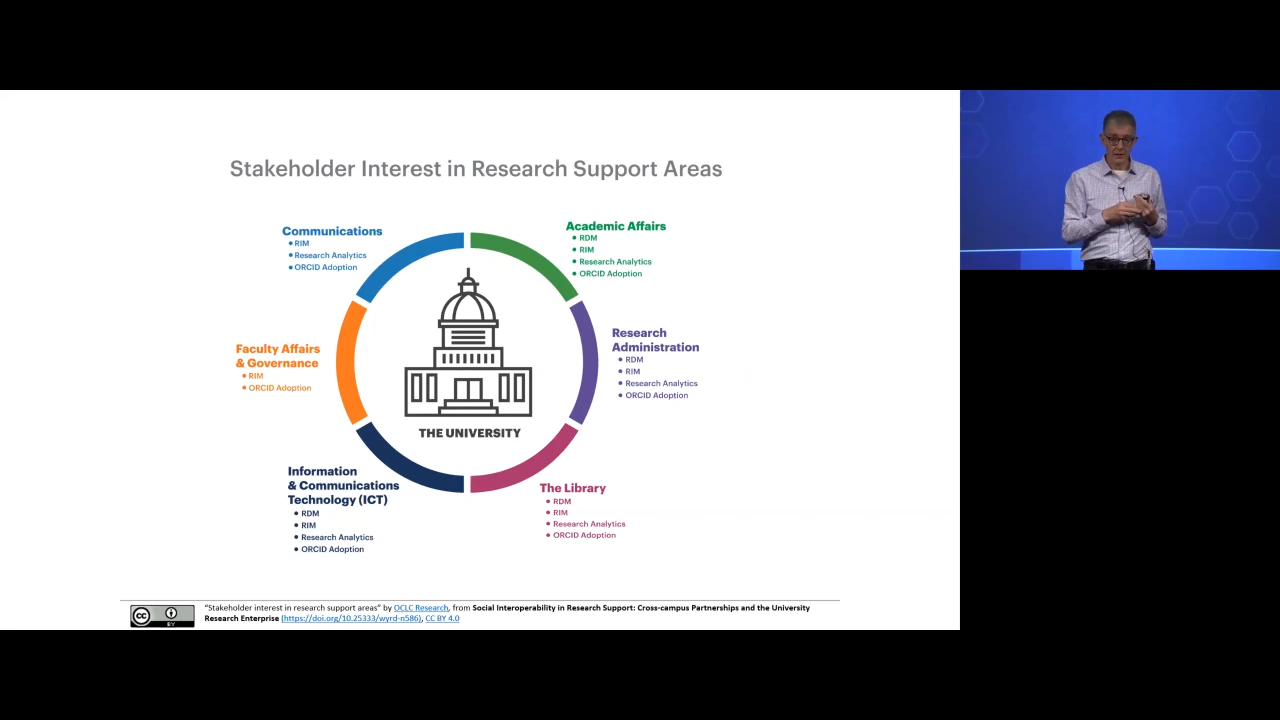 Stakeholder Interest in Research Support Areas
Communications
• RIM
• Research Analytics
• ORCID Adoption
Academic Affairs
• RDM
• RIM
• Research Analytics
• ORCID Adoption
Faculty Affairs
& Governance
• RIM
• ORCID Adoption
Research
Administration
• RDM
• RIM
• Research Analytics
• ORCID Adoption
THE UNIVERSITY
Information
& Communications
Technology (ICT)
• RDM
• RIM
• Research Analytics
• ORCID Adoption
The Library
• RDM
• RIM
• Research Analytics
• ORCID Adoption
cc
BY
"Stakeholder interest in research support areas" by OCLC Research, from Social Interoperability in Research Support: Cross-campus Partnerships and the University
Research Enterprise (https://doi.org/10.25333/wyrd-n586), CC BY 4.0